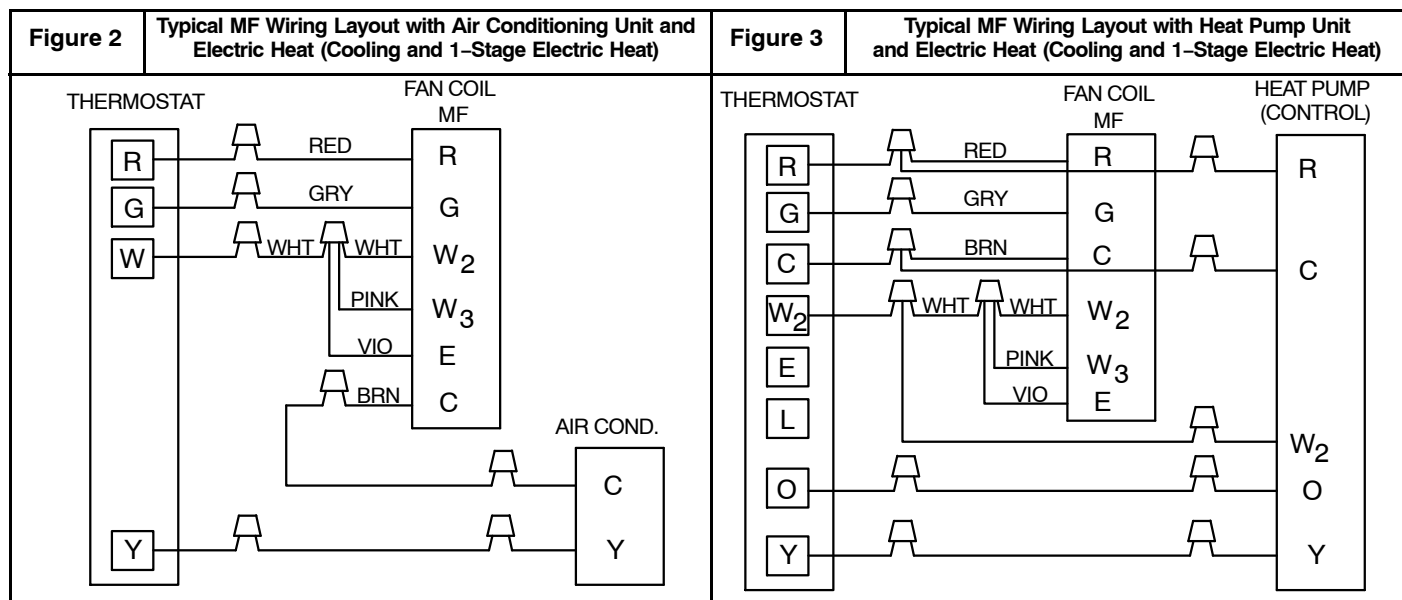 Figure 2
Typical MF Wiring Layout with Air Conditioning Unit and
Electric Heat (Cooling and 1–Stage Electric Heat)
THERMOSTAT
FAN COIL
MF
R
RED
R
G
GRY
G
W
WHT
WHT
W2
PINK
W3
VIO
E
BRN
C
AIR COND.
C
Y
Y
Figure 3
Typical MF Wiring Layout with Heat Pump Unit
and Electric Heat (Cooling and 1–Stage Electric Heat)
THERMOSTAT
FAN COIL
MF
HEAT PUMP
(CONTROL)
R
RED
R
R
G
GRY
G
C
BRN
C
C
W2
WHT
WHT
W2
E
PINK
W3
VIO
E
L
W2
O
O
Y
Y